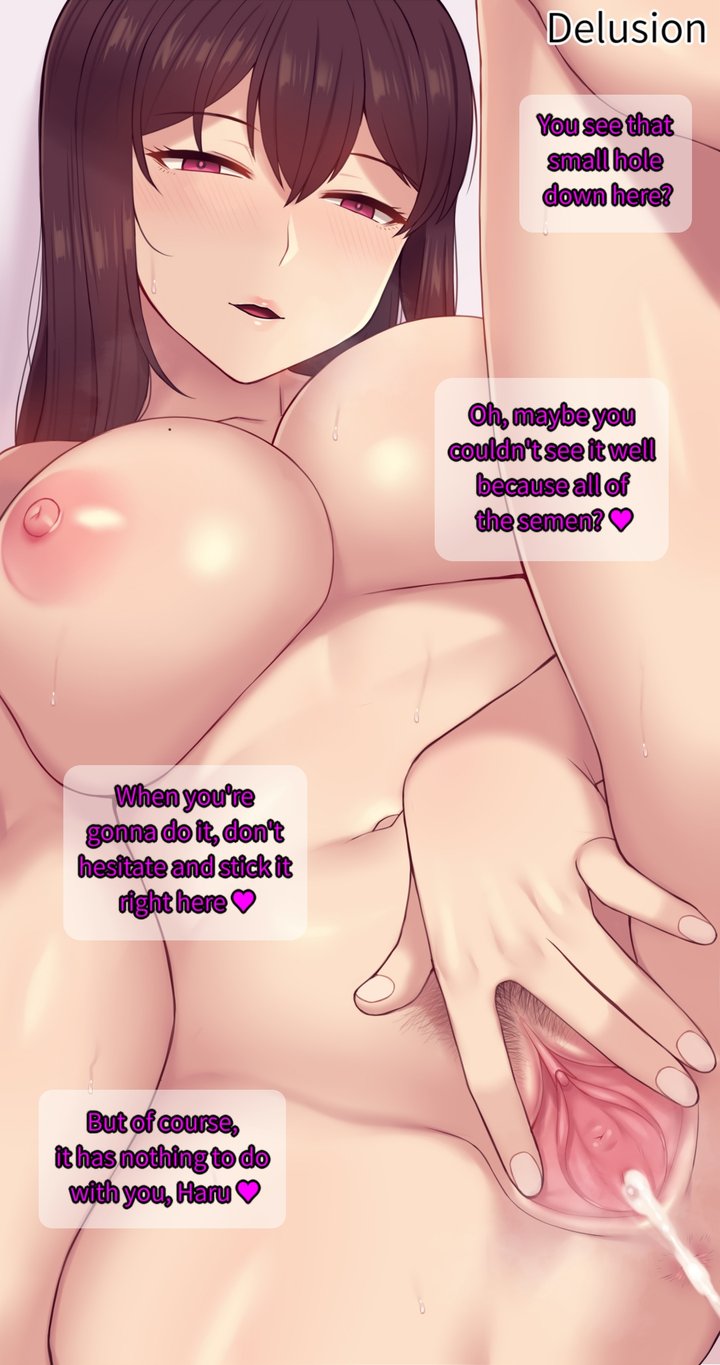 Delusion
You see that
small hole
down here?
Oh, maybe you
couldn't see it well
because all of
the semen? ♥
When you're
gonna do it, don't
hesitate and stick it
right here ♥
But of course,
it has nothing to do
with you, Haru ♥